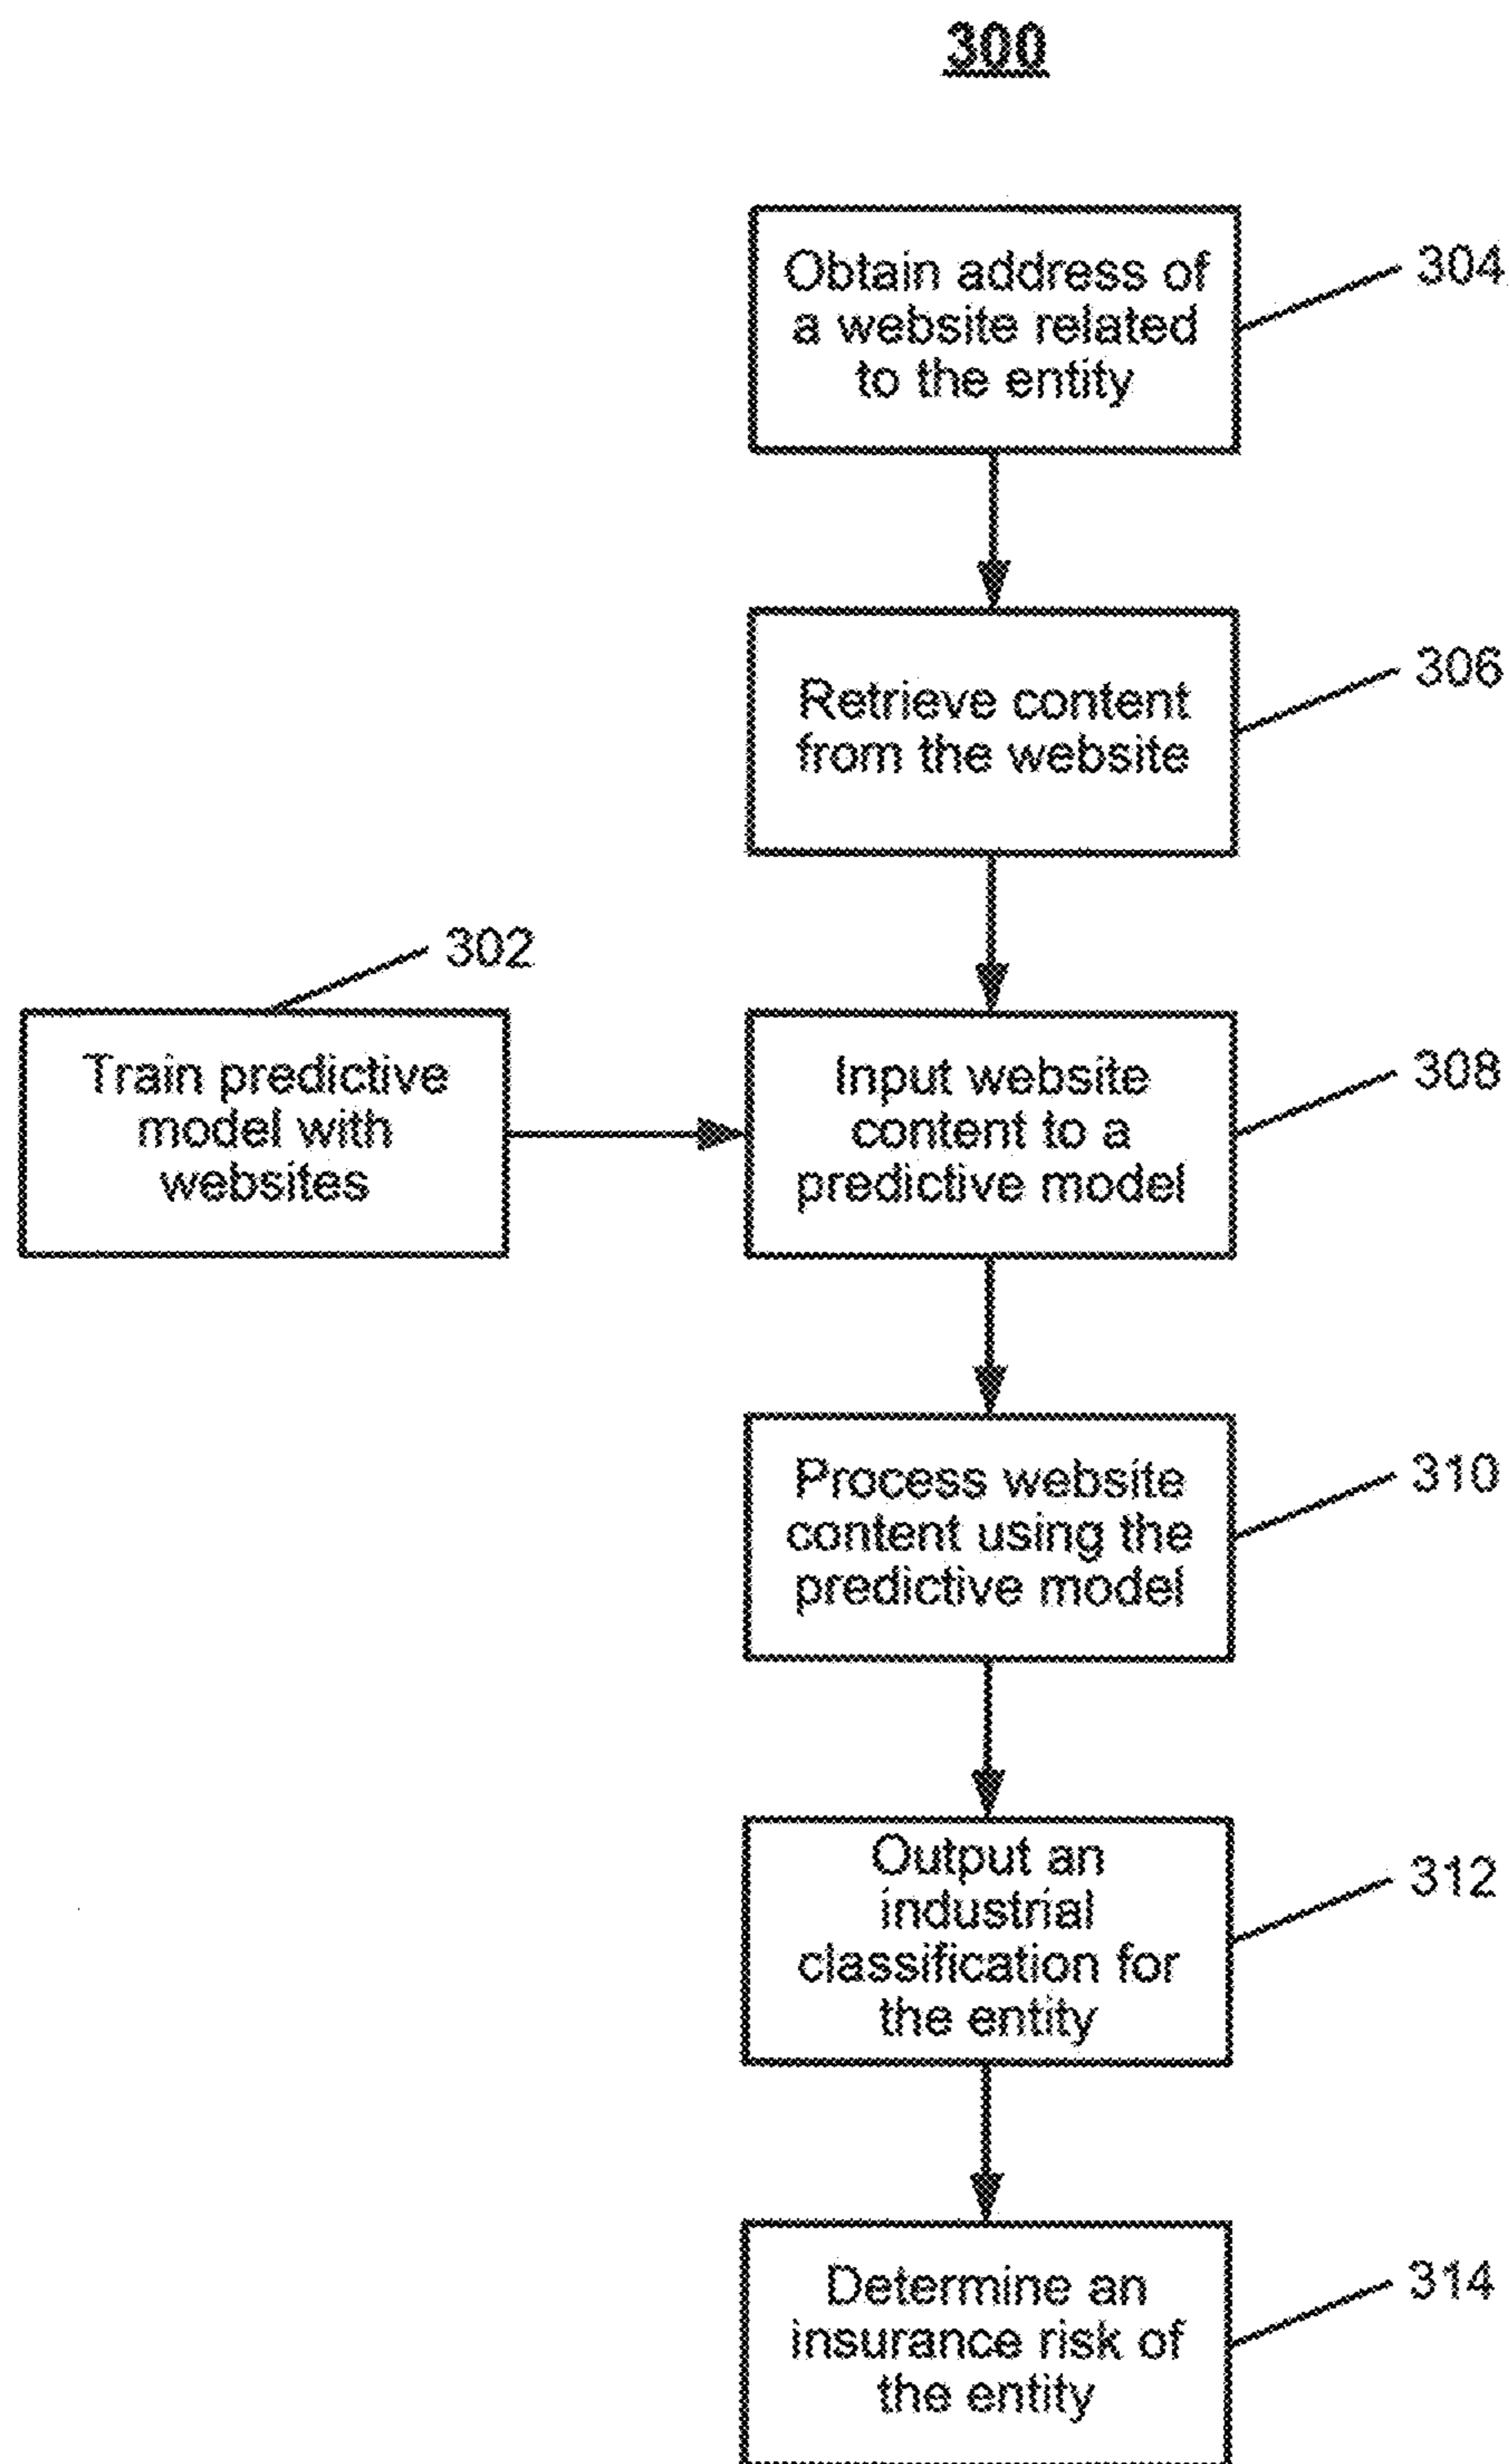 300
Obtain address of
a website related
to the entity
304
Retrieve content
from the website
306
302
Train predictive
model with
websites
Input website
content to a
predictive model
308
Process website
content using the
predictive model
310
Output an
industrial
classification for
the entity
312
Determine an
insurance risk of
the entity
314